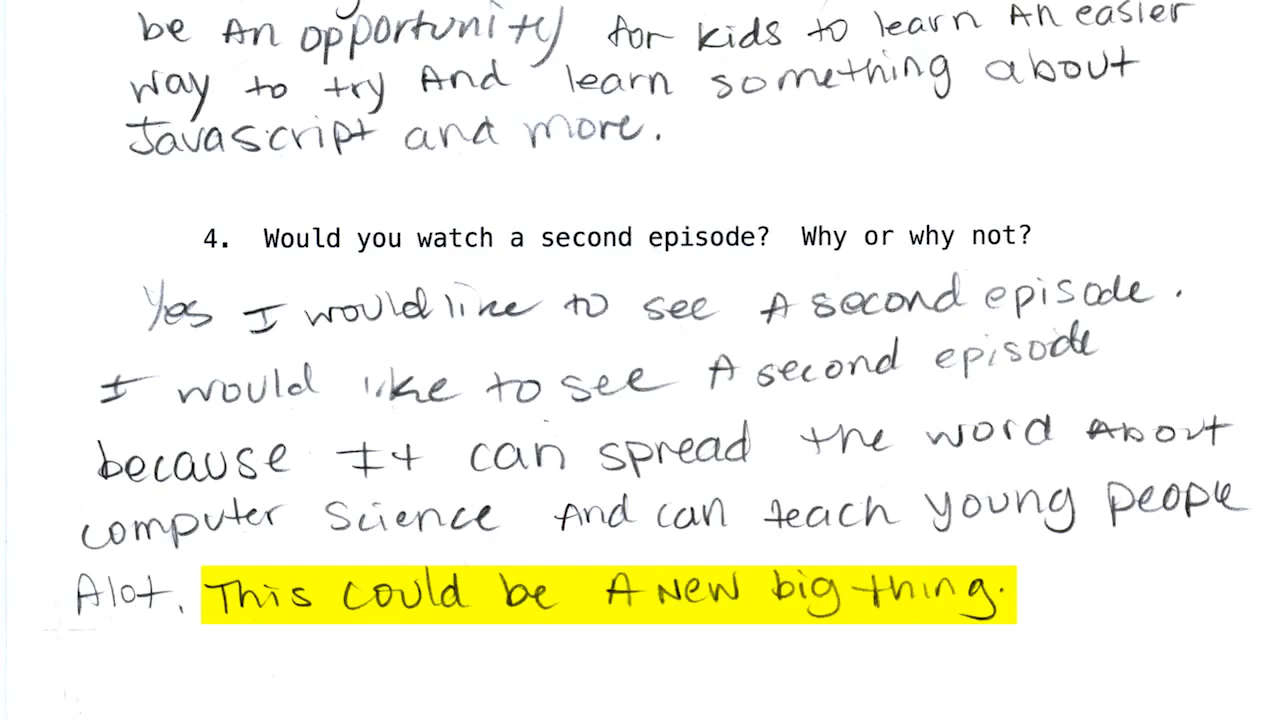 be An opportunity for kids to learn An easier
way to try And learn something about
Javascript and more.
4. Would you watch a second episode? Why or why not?
Yes I would like to see A second episode.
I would like to see A second episode
because It can spread the word About
computer Science And can teach young people
Alot. This could be A New big thing.